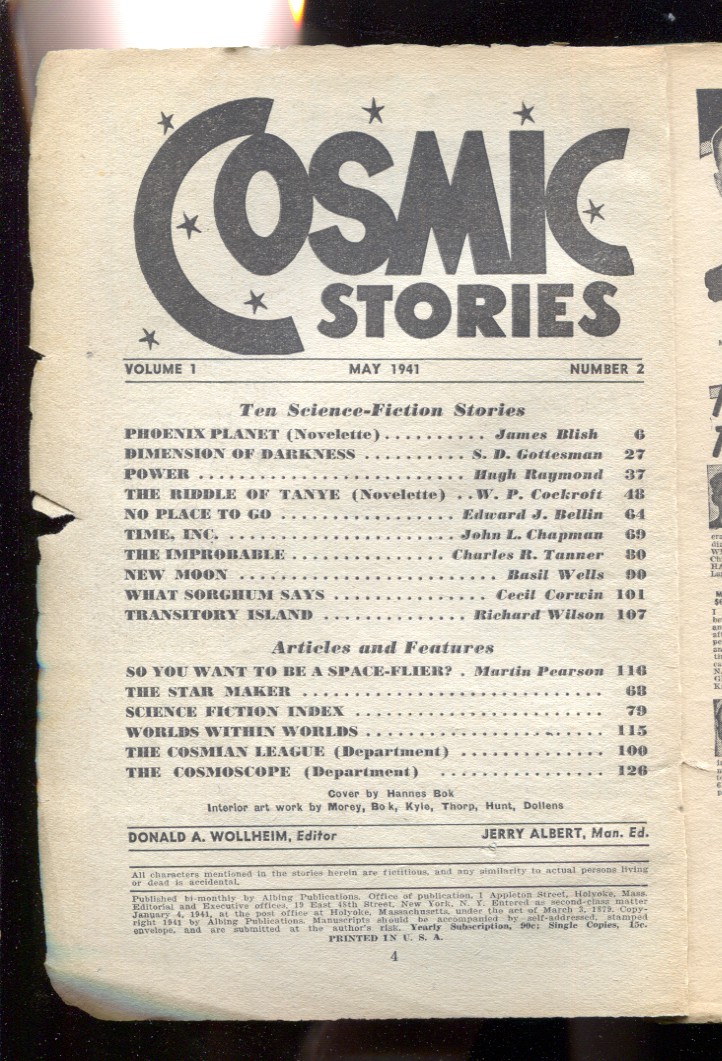 COSMIC
STORIES
VOLUME 1 MAY 1941 NUMBER 2
Ten Science-Fiction Stories
PHOENIX PLANET (Novelette) .......... James Blish 6
DIMENSION OF DARKNESS .......... S. D. Gottesman 27
POWER .......................... Hugh Raymond 37
THE RIDDLE OF TANYE (Novelette) .. W. P. Cockroft 48
NO PLACE TO GO ................. Edward J. Bellin 64
TIME, INC. ....................... John L. Chapman 69
THE IMPROBABLE ............... Charles R. Tanner 80
NEW MOON .......................... Basil Wells 90
WHAT SORGHUM SAYS ................ Cecil Corwin 101
TRANSITORY ISLAND .............. Richard Wilson 107
Articles and Features
SO YOU WANT TO BE A SPACE-FLIER? . Martin Pearson 116
THE STAR MAKER .............................. 68
SCIENCE FICTION INDEX ......................... 79
WORLDS WITHIN WORLDS ........................ 115
THE COSMIAN LEAGUE (Department) .............. 100
THE COSMOSCOPE (Department) ................ 126
Cover by Hannes Bok
Interior art work by Morey, Bok, Kyle, Thorp, Hunt, Dollens
DONALD A. WOLLHEIM, Editor JERRY ALBERT, Man. Ed.
All characters mentioned in the stories herein are fictitious, and any similarity to actual persons living
or dead is accidental.
Published bi-monthly by Albing Publications. Office of publication, 1 Appleton Street, Holyoke, Mass.
Editorial and Executive offices, 19 East 48th Street, New York, N. Y. Entered as second-class matter
January 4, 1941, at the post office at Holyoke, Massachusetts, under the act of March 3, 1879. Copy-
right 1941 by Albing Publications. Manuscripts should be accompanied by self-addressed, stamped
envelope, and are submitted at the author's risk. Yearly Subscription, 90c; Single Copies, 15c.
PRINTED IN U. S. A.
4